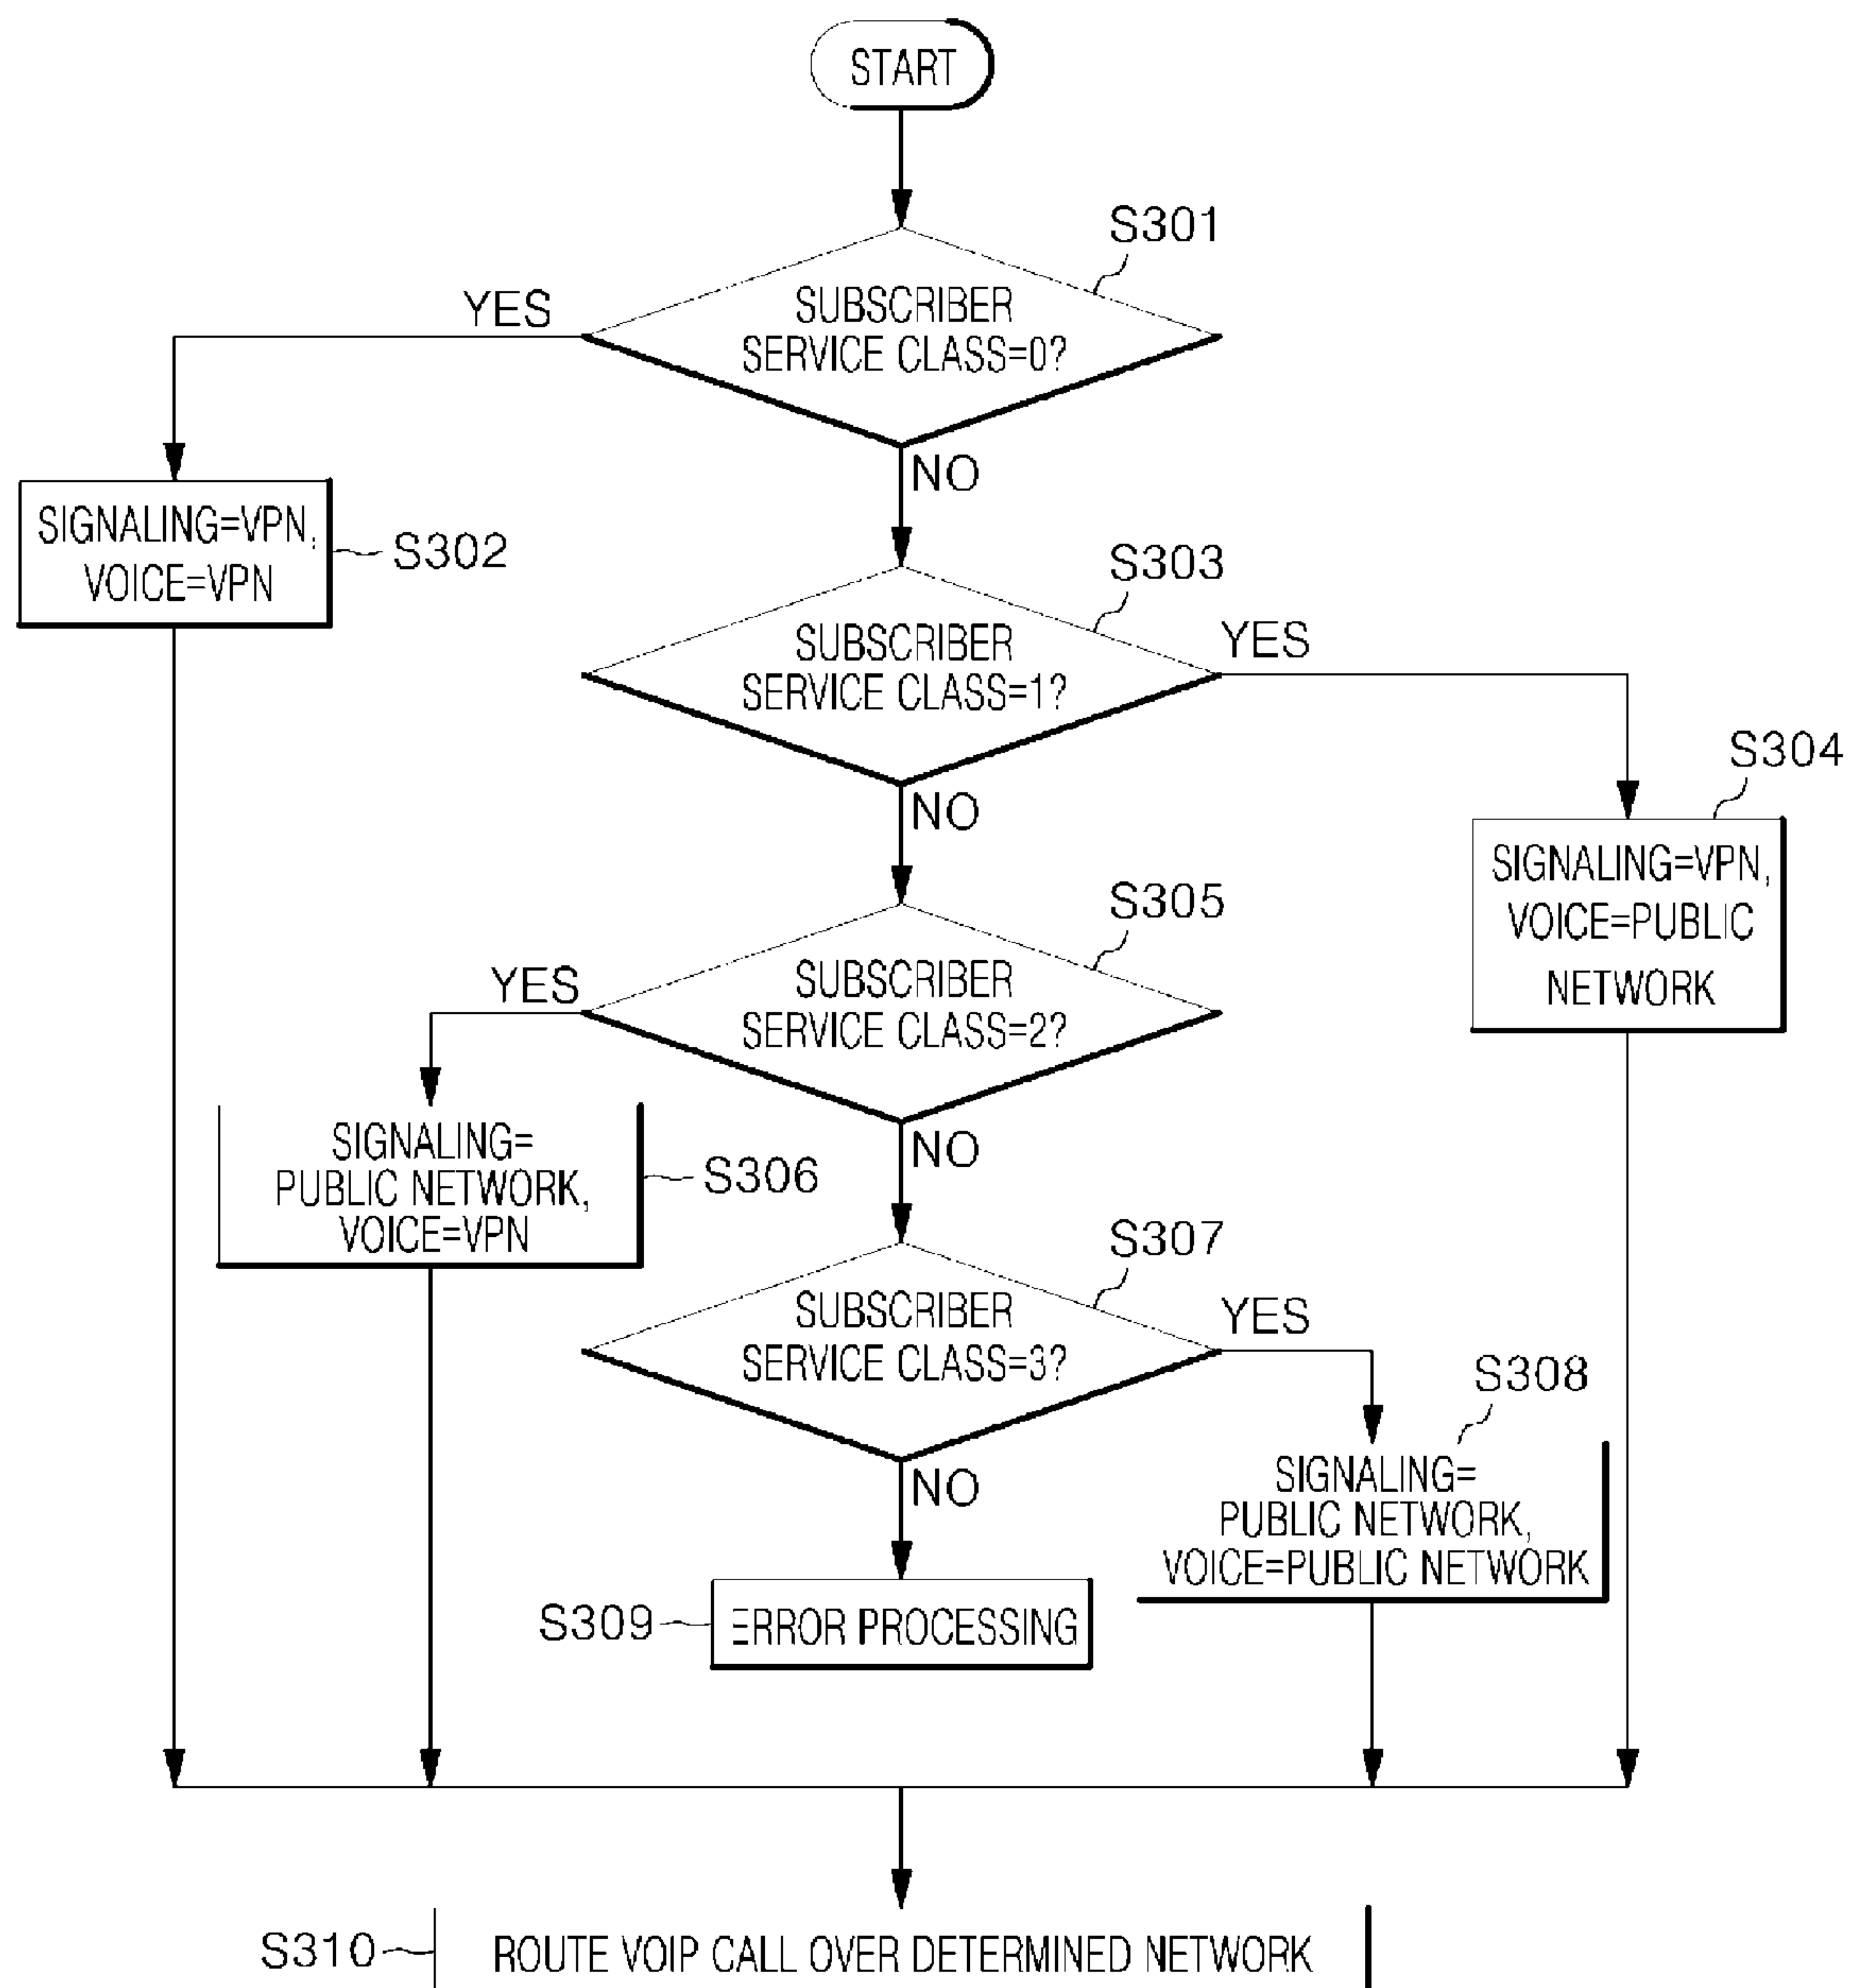 START
S301
YES
SUBSCRIBER
SERVICE CLASS=0?
NO
SIGNALING=VPN,
VOICE=VPN
S302
S303
SUBSCRIBER
SERVICE CLASS=1?
YES
NO
S304
SIGNALING=VPN,
VOICE=PUBLIC
NETWORK
S305
YES
SUBSCRIBER
SERVICE CLASS=2?
NO
SIGNALING=
PUBLIC NETWORK,
VOICE=VPN
S306
S307
SUBSCRIBER
SERVICE CLASS=3?
YES
NO
S308
SIGNALING=
PUBLIC NETWORK,
VOICE=PUBLIC NETWORK
S309
ERROR PROCESSING
S310
ROUTE VOIP CALL OVER DETERMINED NETWORK